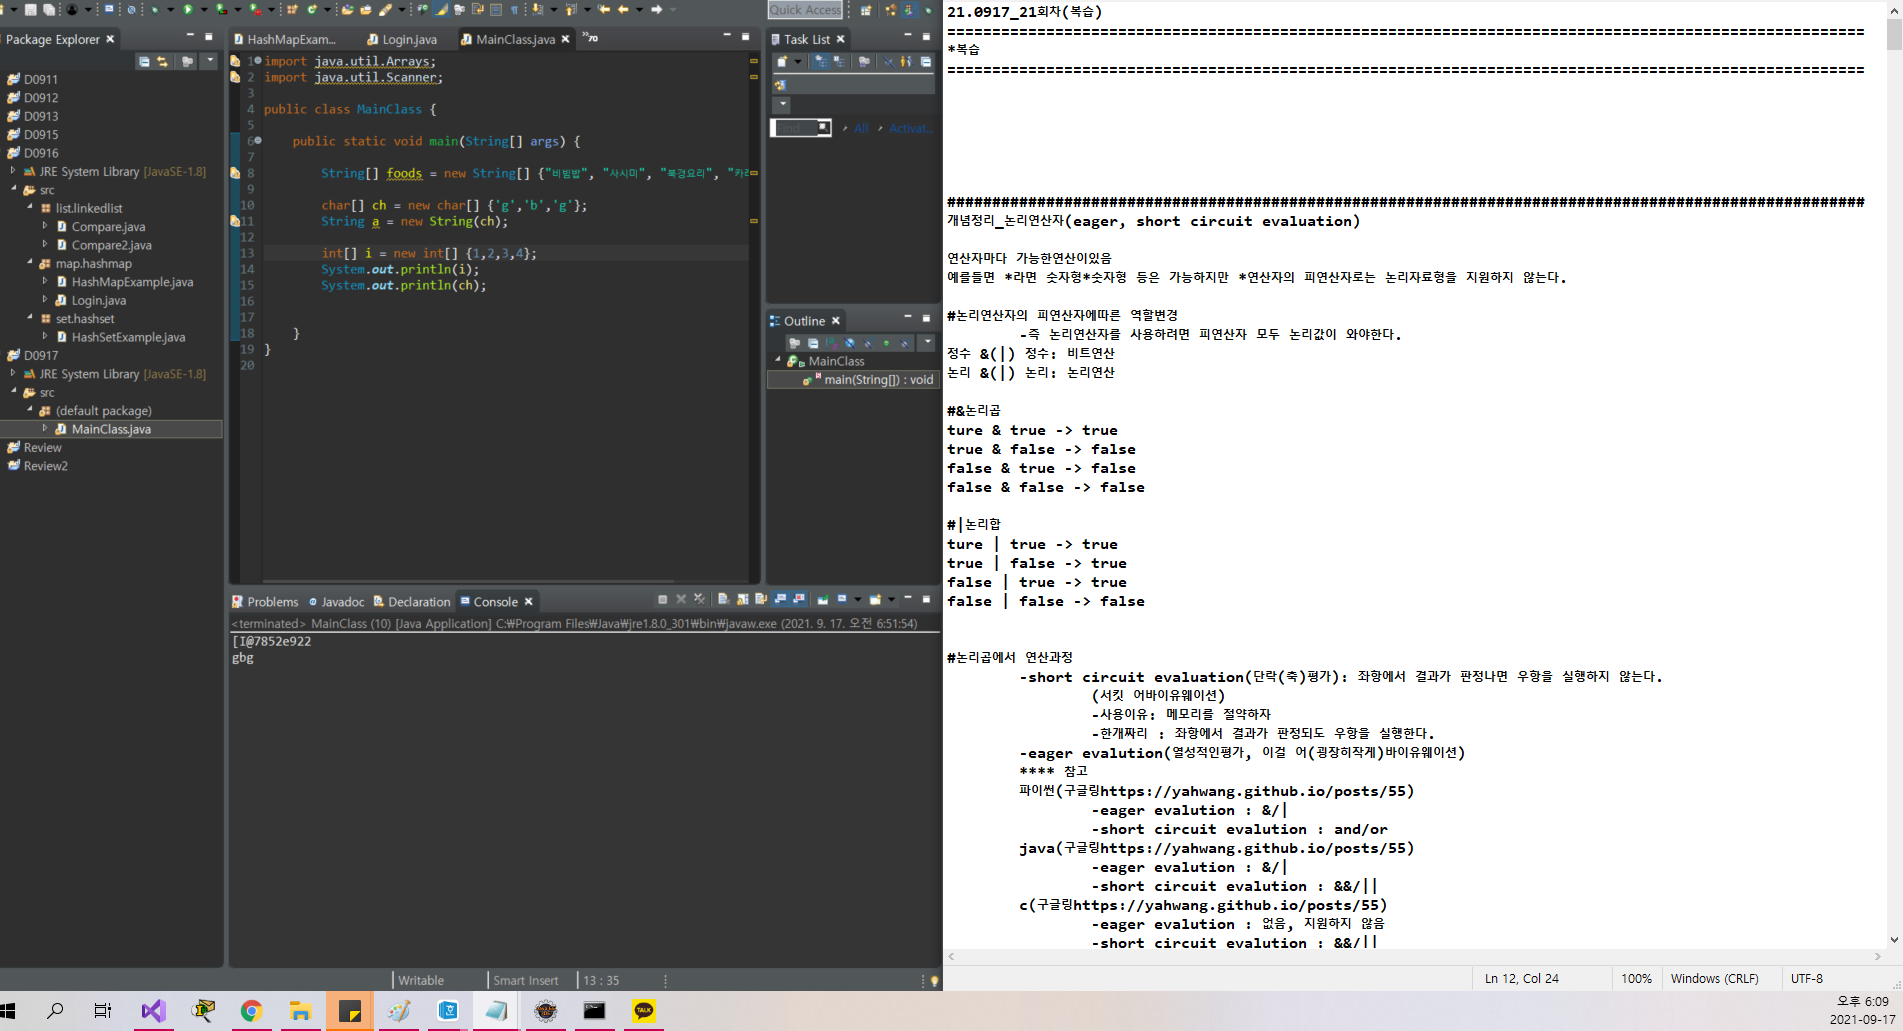 Quick Access
Package Explorer
D0911
D0912
D0913
D0915
D0916
JRE System Library [JavaSE-1.8]
src
list.linkedlist
Compare.java
Compare2.java
map.hashmap
HashMapExample.java
Login.java
set.hashset
HashSetExample.java
D0917
JRE System Library [JavaSE-1.8]
src
(default package)
MainClass.java
Review
Review2
HashMapExam...
Login.java
MainClass.java
»70
1 import java.util.Arrays;
2 import java.util.Scanner;
3
4 public class MainClass {
5
6 public static void main(String[] args) {
7
8 String[] foods = new String[] {"비빔밥", "사시미", "북경요리", "카레
9
10 char[] ch = new char[] {'g','b','g'};
11 String a = new String(ch);
12
13 int[] i = new int[] {1,2,3,4};
14 System.out.println(i);
15 System.out.println(ch);
16
17
18 }
19 }
20
Task List
Find
All
Activat...
Outline
MainClass
main(String[]) : void
Problems
Javadoc
Declaration
Console
<terminated> MainClass (10) [Java Application] C:₩Program Files₩Java₩jre1.8.0_301₩bin₩javaw.exe (2021. 9. 17. 오전 6:51:54)
[I@7852e922
gbg
Writable
Smart Insert
13 : 35
21.0917_21회차(복습)
======================================================================================================
*복습
======================================================================================================
######################################################################################################
개념정리_논리연산자(eager, short circuit evaluation)
연산자마다 가능한연산이있음
예를들면 *라면 숫자형*숫자형 등은 가능하지만 *연산자의 피연산자로는 논리자료형을 지원하지 않는다.
#논리연산자의 피연산자에따른 역할변경
-즉 논리연산자를 사용하려면 피연산자 모두 논리값이 와야한다.
정수 &(|) 정수: 비트연산
논리 &(|) 논리: 논리연산
#&논리곱
ture & true -> true
true & false -> false
false & true -> false
false & false -> false
#|논리합
ture | true -> true
true | false -> true
false | true -> true
false | false -> false
#논리곱에서 연산과정
-short circuit evaluation(단락(축)평가): 좌항에서 결과가 판정나면 우항을 실행하지 않는다.
(서킷 어바이유웨이션)
-사용이유: 메모리를 절약하자
-한개짜리 : 좌항에서 결과가 판정되도 우항을 실행한다.
-eager evalution(열성적인평가, 이걸 어(굉장히작게)바이유웨이션)
**** 참고
파이썬(구글링https://yahwang.github.io/posts/55)
-eager evalution : &/|
-short circuit evalution : and/or
java(구글링https://yahwang.github.io/posts/55)
-eager evalution : &/|
-short circuit evalution : &&/||
c(구글링https://yahwang.github.io/posts/55)
-eager evalution : 없음, 지원하지 않음
-short circuit evalution : &&/||
Ln 12, Col 24
100%
Windows (CRLF)
UTF-8
TALK
오후 6:09
2021-09-17